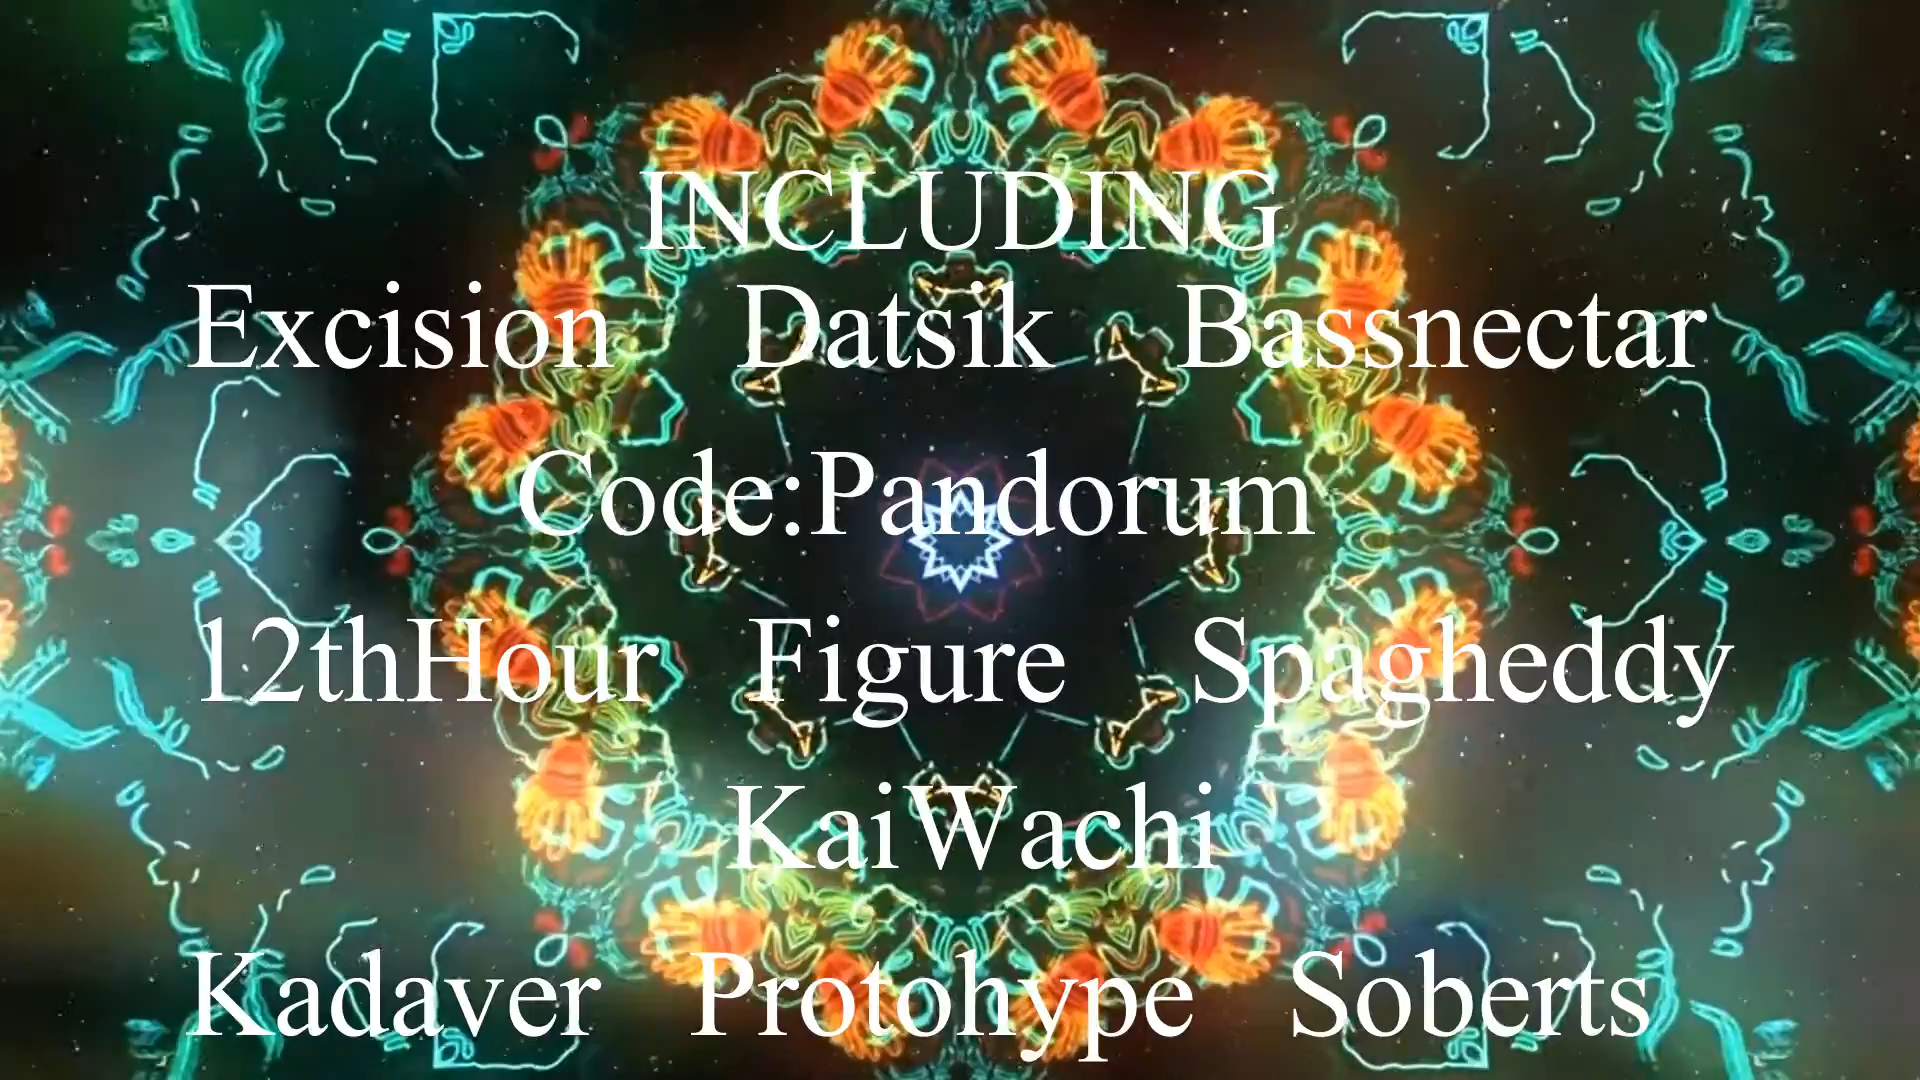 INCLUDING
Excision Datsik Bassnectar
Code:Pandorum
12thHour Figure Spagheddy
KaiWachi
Kadaver Protohype Soberts